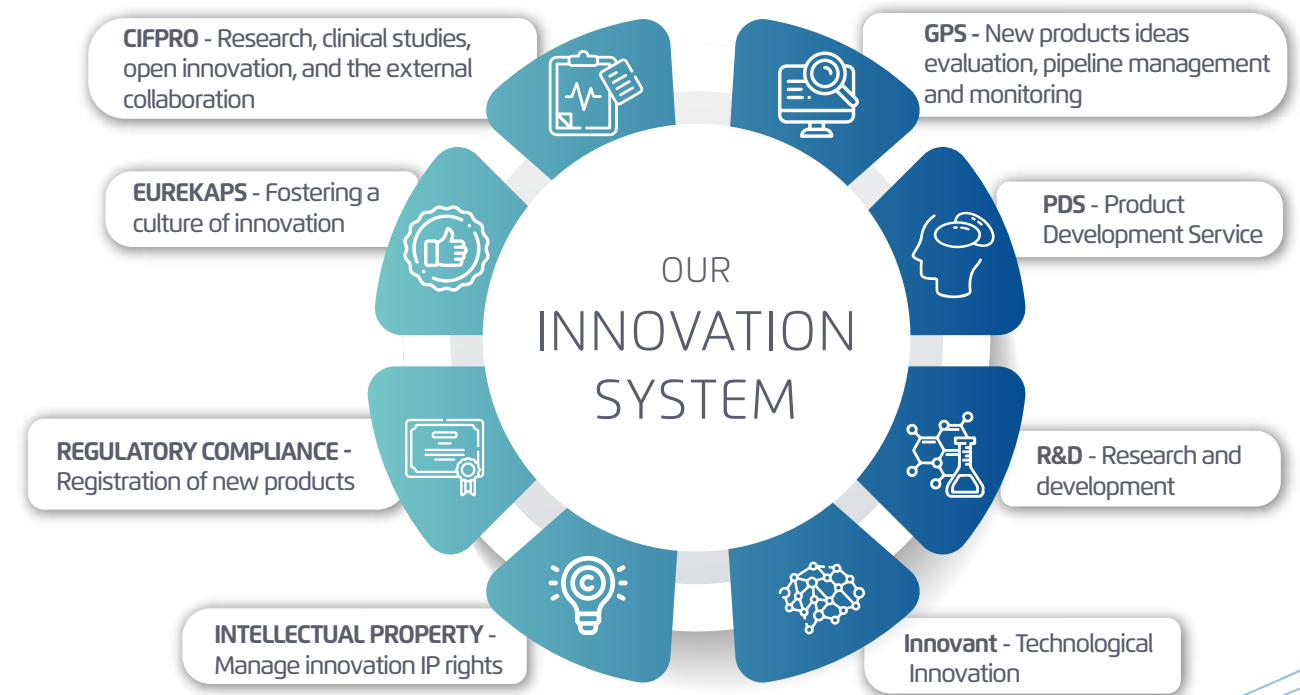 CIFPRO - Research, clinical studies,
open innovation, and the external
collaboration
GPS - New products ideas
evaluation, pipeline management
and monitoring
EUREKAPS - Fostering a
culture of innovation
PDS - Product
Development Service
OUR
INNOVATION
SYSTEM
REGULATORY COMPLIANCE -
Registration of new products
R&D - Research and
development
C
INTELLECTUAL PROPERTY -
Manage innovation IP rights
Innovant - Technological
Innovation